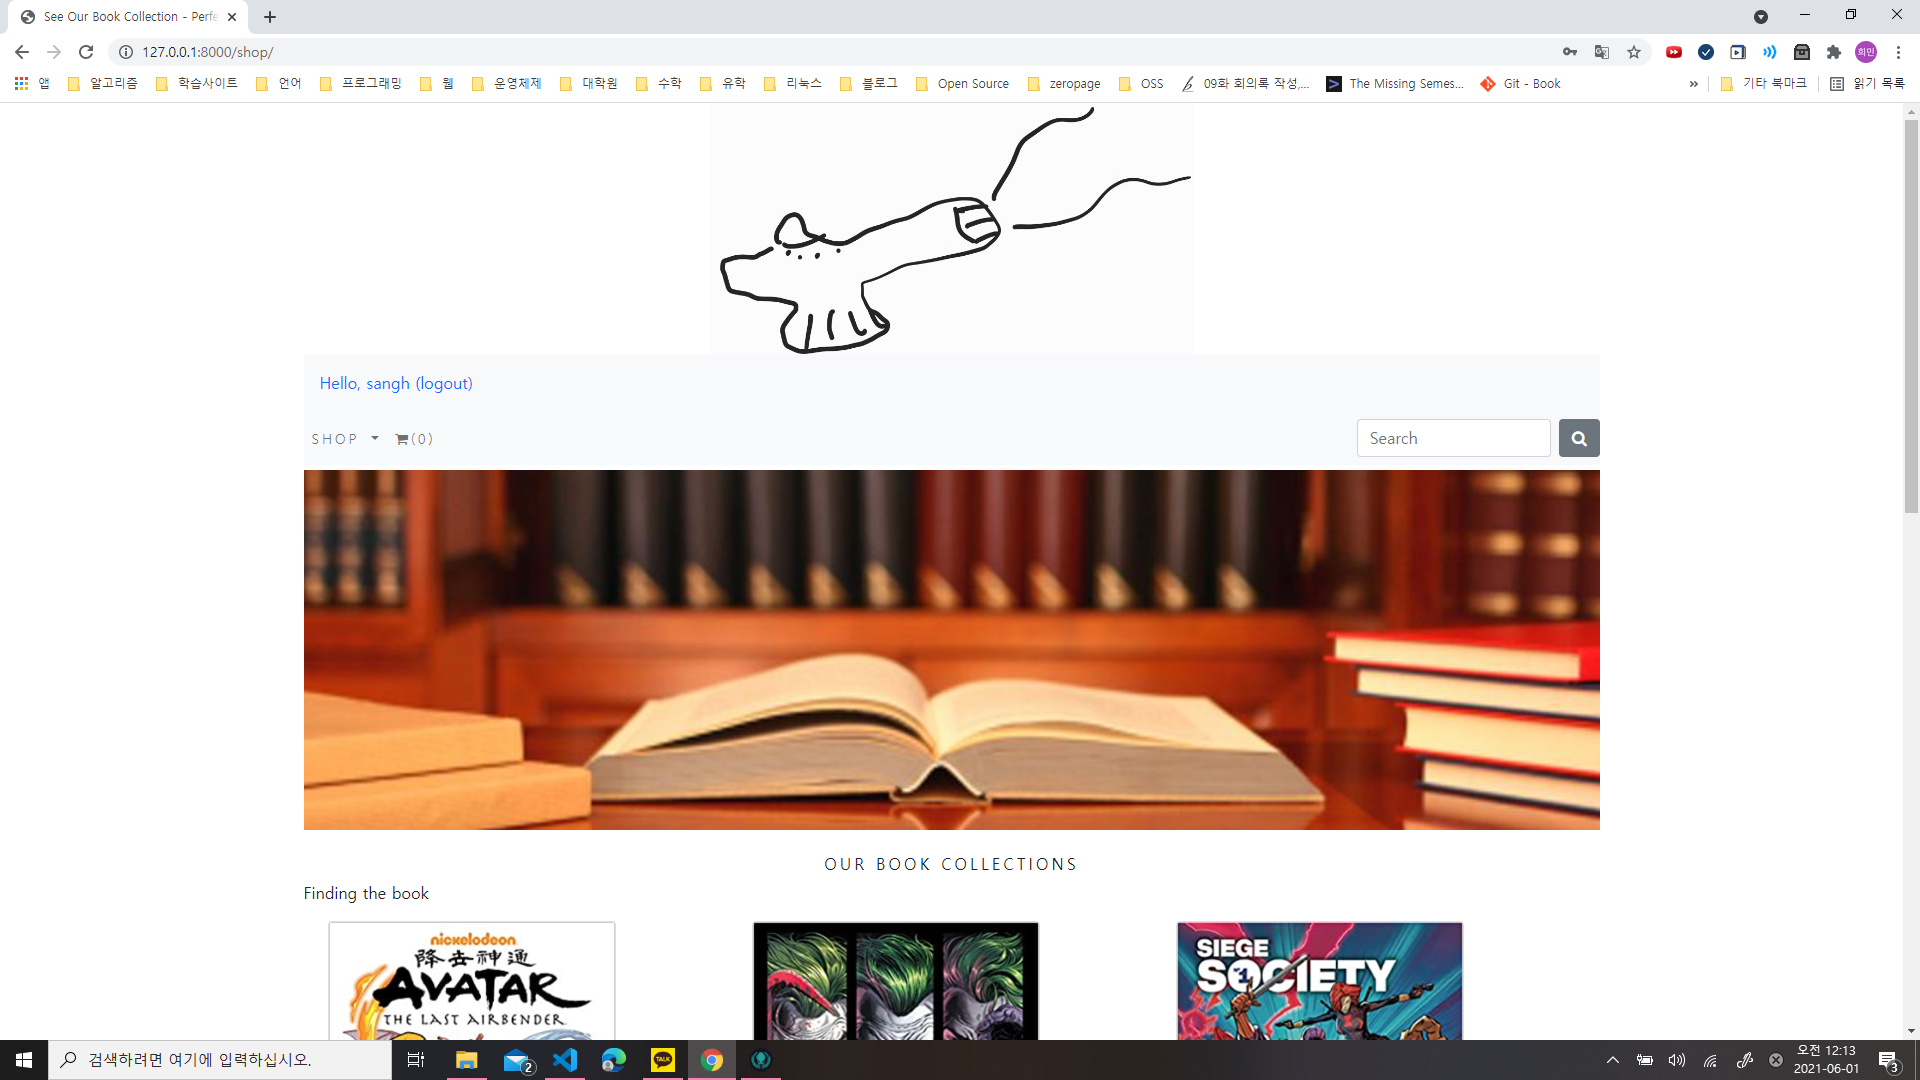 See Our Book Collection - Perfe
127.0.0.1:8000/shop/
희민
앱 알고리즘 학습사이트 언어 프로그래밍 웹 운영체제 대학원 수학 유학 리눅스 블로그 Open Source zeropage OSS 09화 회의록 작성,... The Missing Semes... Git - Book » 기타 북마크 읽기 목록
Hello, sangh (logout)
SHOP (0) Search
OUR BOOK COLLECTIONS
Finding the book
nickelodeon
降去神通
AVATAR
THE LAST AIRBENDER
SIEGE
SOCIETY
검색하려면 여기에 입력하십시오.
2
TALK
오전 12:13
2021-06-01
3